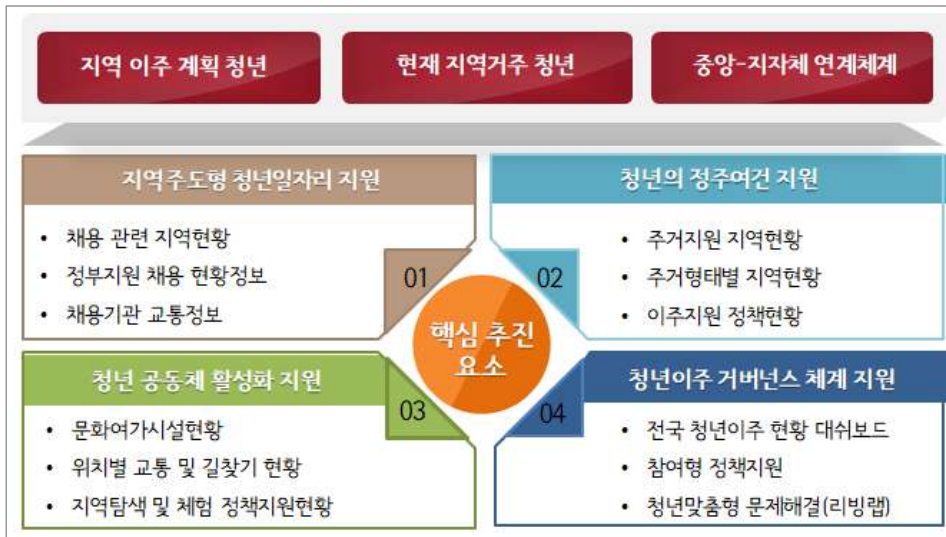 지역 이주 계획 청년
현재 지역거주 청년
중앙-지자체 연계체계
지역주도형 청년일자리 지원
• 채용 관련 지역현황
• 정부지원 채용 현황정보
• 채용기관 교통정보
01
청년의 정주여건 지원
• 주거지원 지역현황
• 주거형태별 지역현황
• 이주지원 정책현황
02
핵심 추진
요소
청년 공동체 활성화 지원
• 문화여가시설현황
• 위치별 교통 및 길찾기 현황
• 지역탐색 및 체험 정책지원현황
03
청년이주 거버넌스 체계 지원
• 전국 청년이주 현황 대쉬보드
• 참여형 정책지원
• 청년맞춤형 문제해결(리빙랩)
04